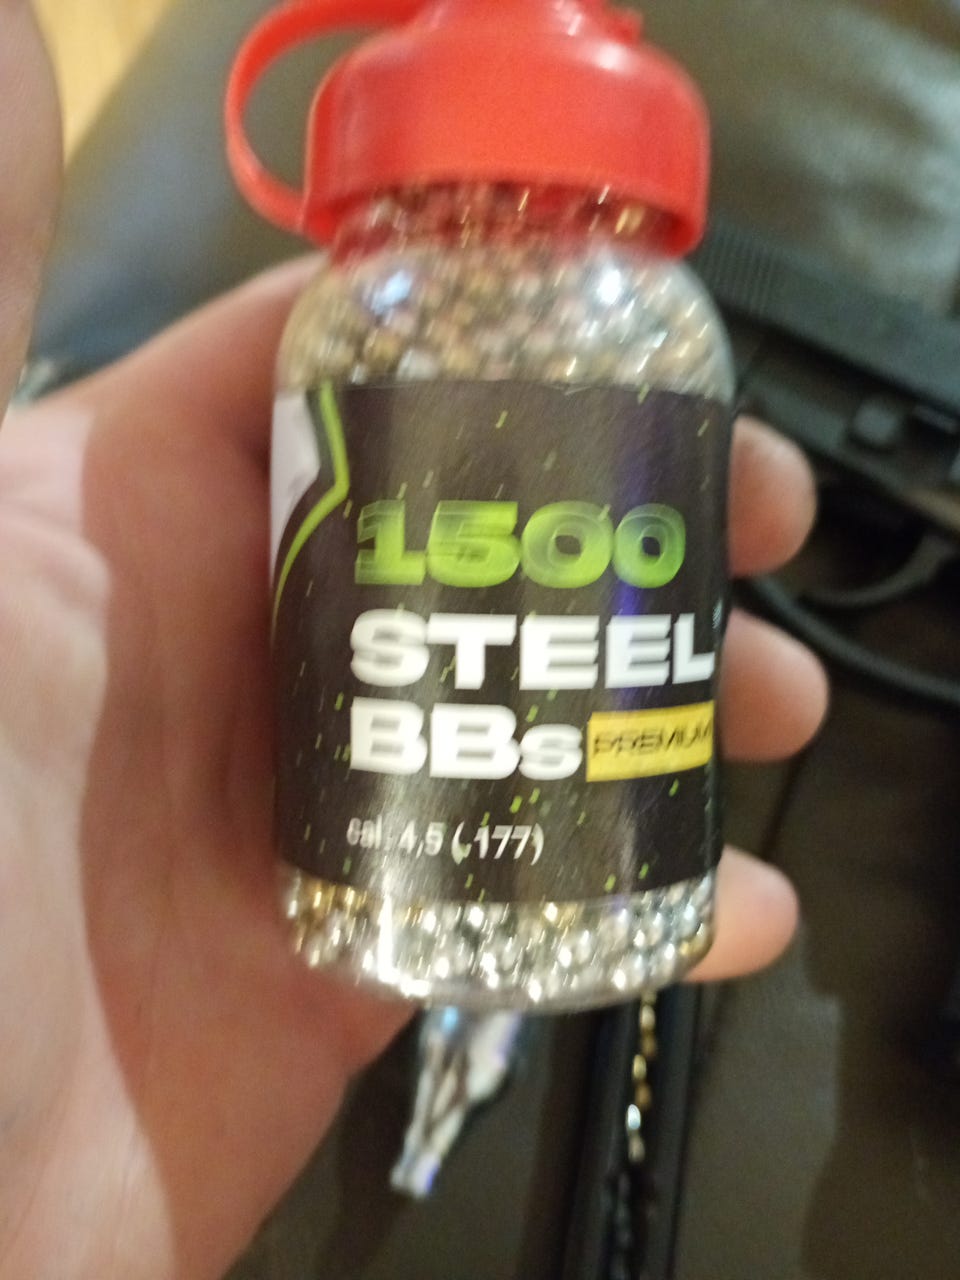 1500
STEEL
BBs PREMIUM
cal. 4,5 (.177)